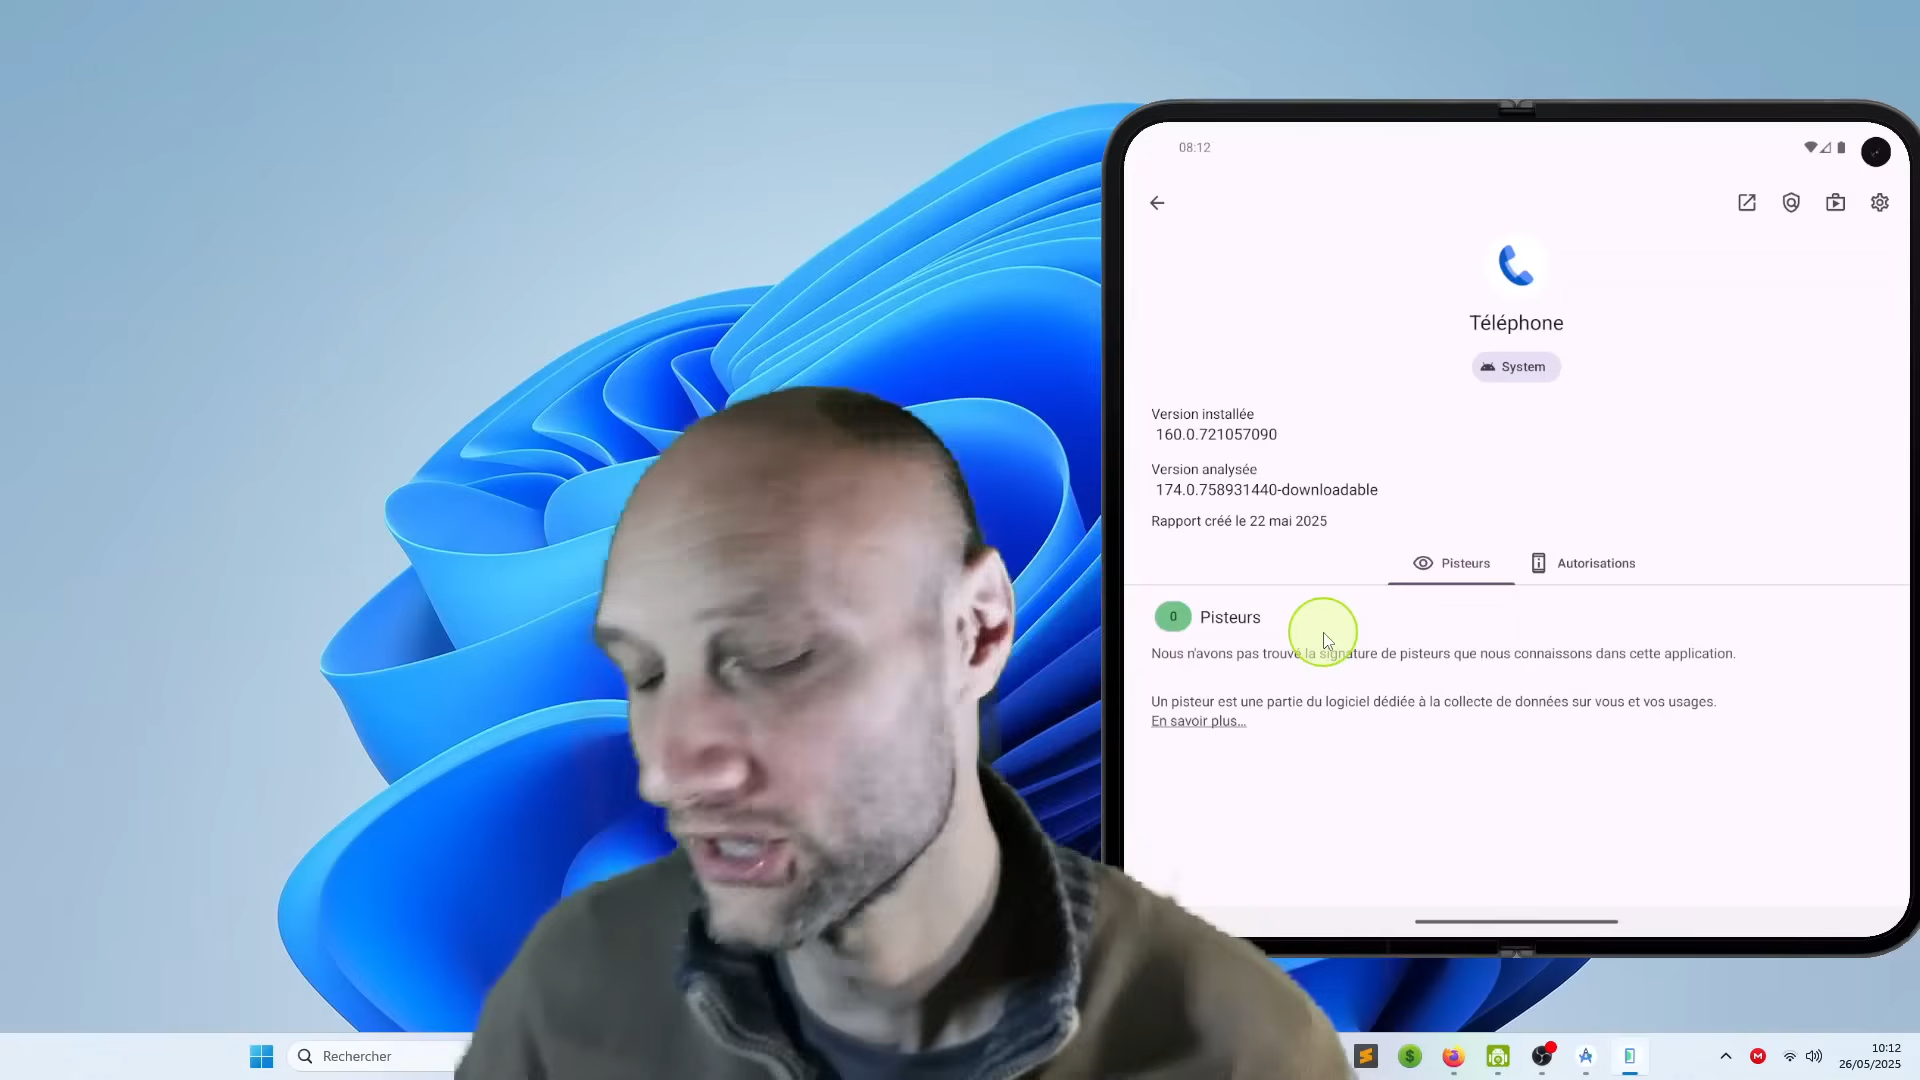 08:12
Téléphone
System
Version installée
160.0.721057090
Version analysée
174.0.758931440-downloadable
Rapport créé le 22 mai 2025
Pisteurs
Autorisations
0 Pisteurs
Nous n'avons pas trouvé la signature de pisteurs que nous connaissons dans cette application.
Un pisteur est une partie du logiciel dédiée à la collecte de données sur vous et vos usages.
En savoir plus...
Rechercher
10:12
26/05/2025